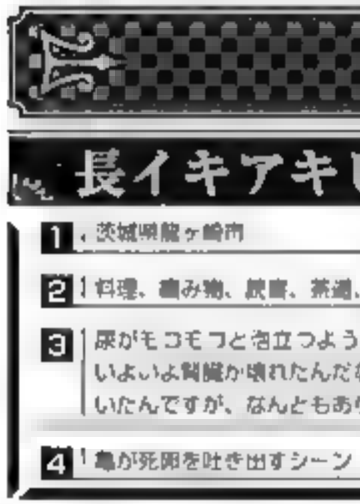 長イキアキ
1 茨城県龍ヶ崎市
2 料理、編み物、読書、茶道、
3 尿がモコモコと泡立つよう
いよいよ腎臓が壊れたんだな
いたんですが、なんともあり
4 亀が死卵を吐き出すシーン